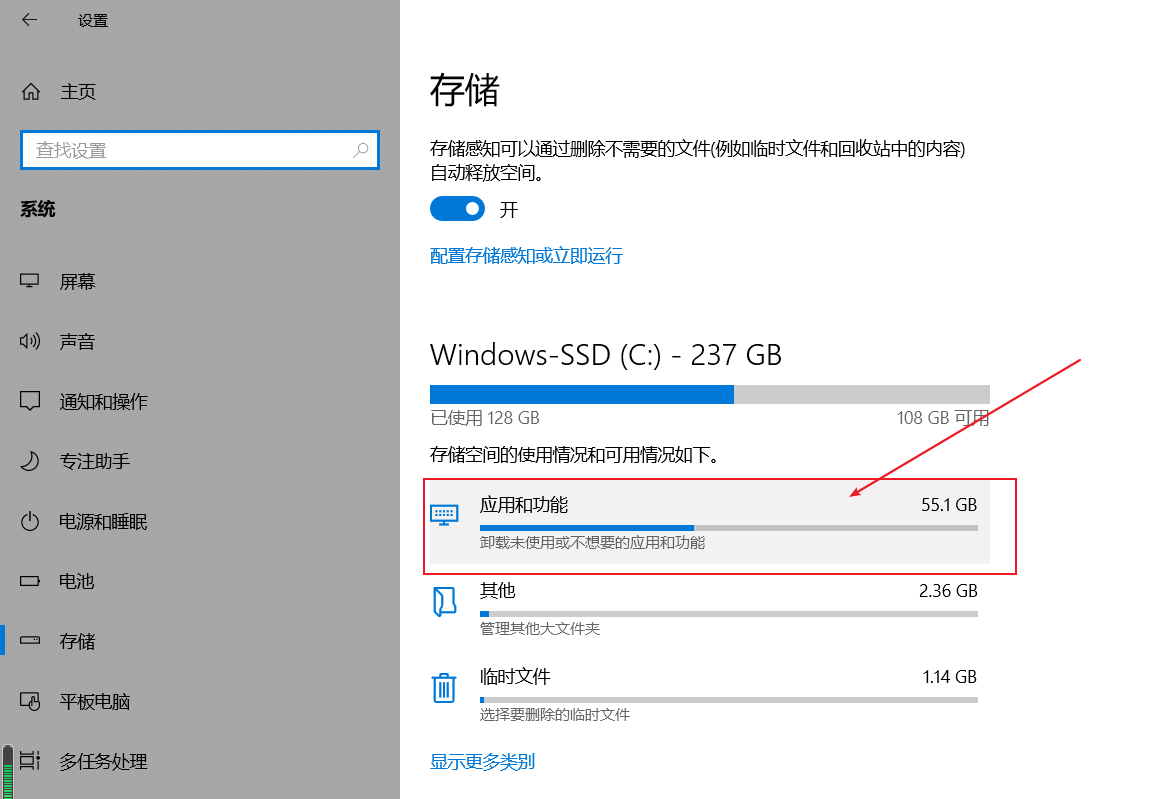 设置
主页
查找设置
系统
屏幕
声音
通知和操作
专注助手
电源和睡眠
电池
存储
平板电脑
多任务处理
存储
存储感知可以通过删除不需要的文件(例如临时文件和回收站中的内容)
自动释放空间。
开
配置存储感知或立即运行
Windows-SSD (C:) - 237 GB
已使用 128 GB
108 GB 可用
存储空间的使用情况和可用情况如下。
应用和功能
55.1 GB
卸载未使用或不想要的应用和功能
其他
2.36 GB
管理其他大文件夹
临时文件
1.14 GB
选择要删除的临时文件
显示更多类别